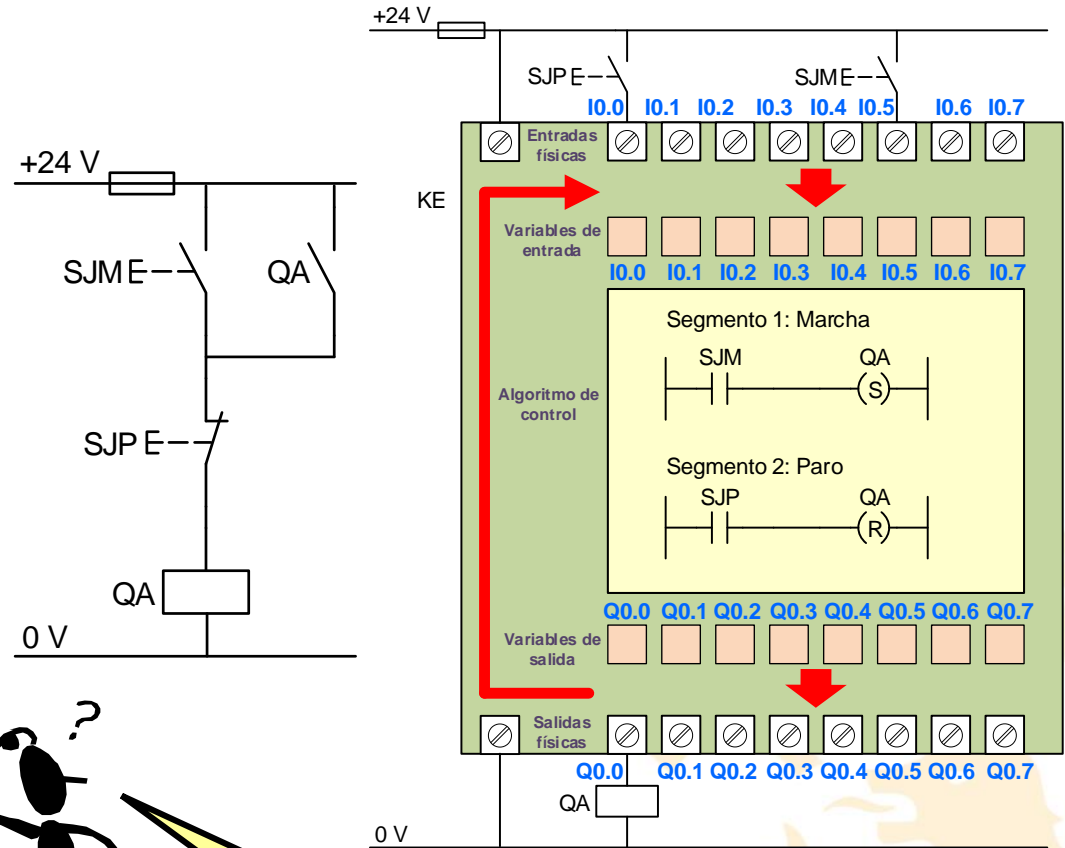 +24 V
SJM
QA
SJP
QA
0 V
?
+24 V
SJP
SJM
I0.0 I0.1 I0.2 I0.3 I0.4 I0.5 I0.6 I0.7
Entradas
físicas
KE
Variables de
entrada
I0.0 I0.1 I0.2 I0.3 I0.4 I0.5 I0.6 I0.7
Segmento 1: Marcha
SJM QA
S
Algoritmo de
control
Segmento 2: Paro
SJP QA
R
Q0.0 Q0.1 Q0.2 Q0.3 Q0.4 Q0.5 Q0.6 Q0.7
Variables de
salida
Salidas
físicas
Q0.0 Q0.1 Q0.2 Q0.3 Q0.4 Q0.5 Q0.6 Q0.7
QA
0 V